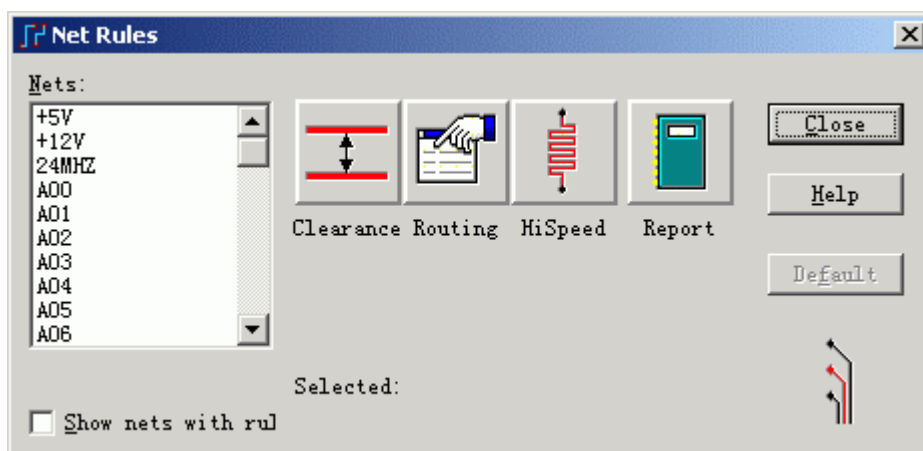 Net Rules
Nets:
+5V
+12V
24MHZ
A00
A01
A02
A03
A04
A05
A06
Clearance Routing HiSpeed Report
Close
Help
Default
Selected:
Show nets with rul